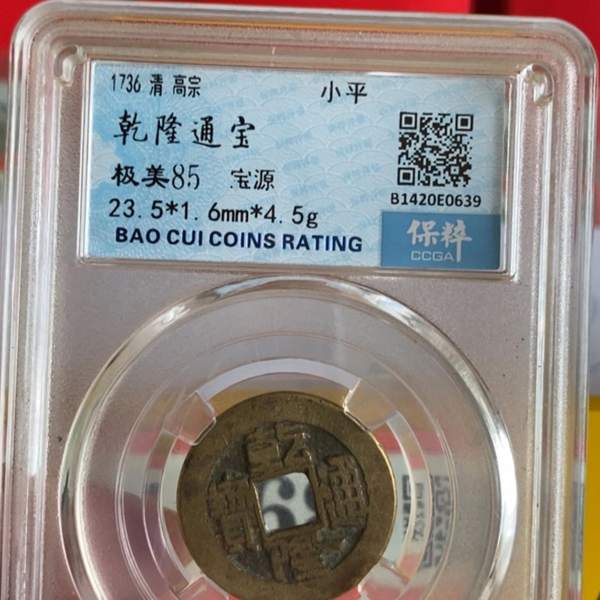 1736 清 高宗 小平
乾隆通宝
极美85 宝源
B1420E0639
23.5*1.6mm*4.5g
BAO CUI COINS RATING
保粹
CCGA
乾隆通寳